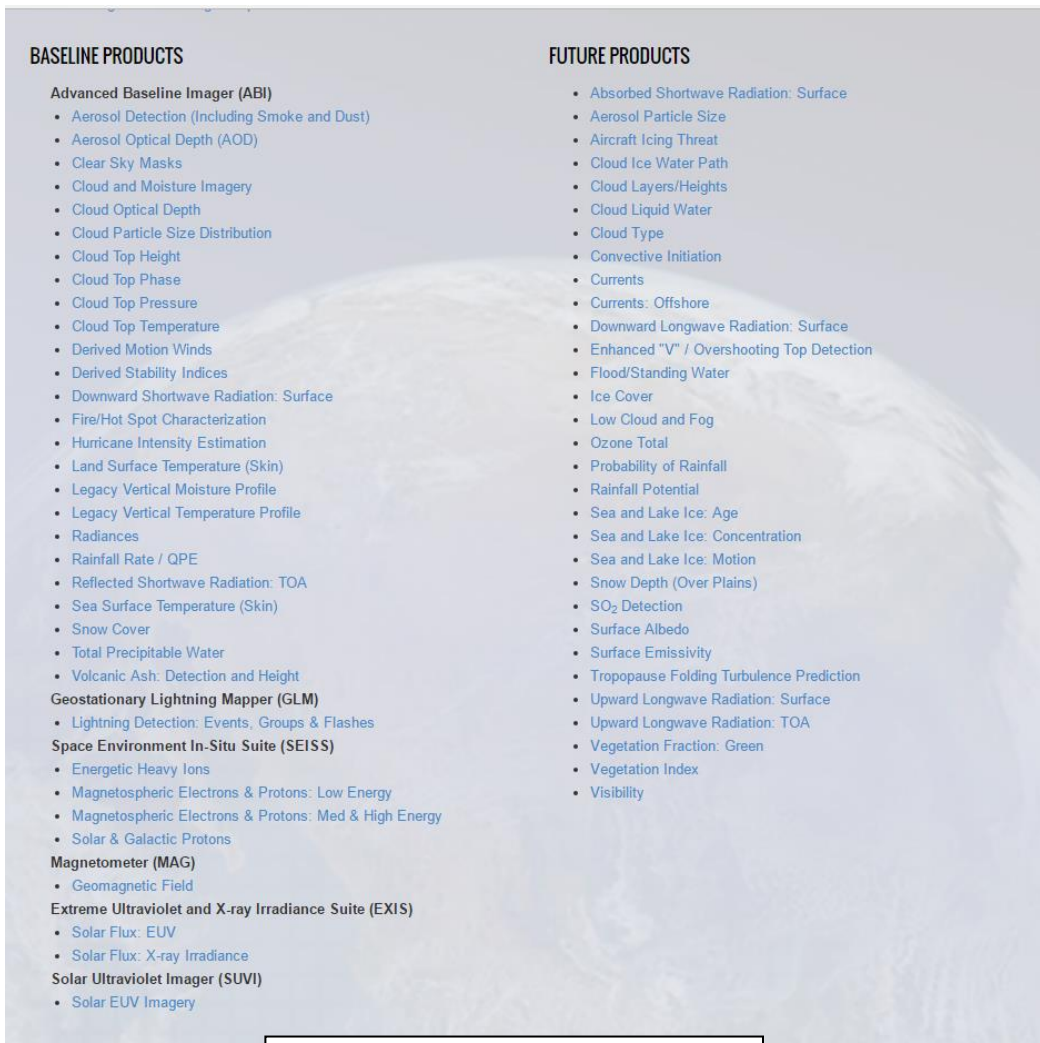 BASELINE PRODUCTS
Advanced Baseline Imager (ABI)
Aerosol Detection (Including Smoke and Dust)
Aerosol Optical Depth (AOD)
Clear Sky Masks
Cloud and Moisture Imagery
Cloud Optical Depth
Cloud Particle Size Distribution
Cloud Top Height
Cloud Top Phase
Cloud Top Pressure
Cloud Top Temperature
Derived Motion Winds
Derived Stability Indices
Downward Shortwave Radiation: Surface
Fire/Hot Spot Characterization
Hurricane Intensity Estimation
Land Surface Temperature (Skin)
Legacy Vertical Moisture Profile
Legacy Vertical Temperature Profile
Radiances
Rainfall Rate / QPE
Reflected Shortwave Radiation: TOA
Sea Surface Temperature (Skin)
Snow Cover
Total Precipitable Water
Volcanic Ash: Detection and Height
Geostationary Lightning Mapper (GLM)
Lightning Detection: Events, Groups & Flashes
Space Environment In-Situ Suite (SEISS)
Energetic Heavy Ions
Magnetospheric Electrons & Protons: Low Energy
Magnetospheric Electrons & Protons: Med & High Energy
Solar & Galactic Protons
Magnetometer (MAG)
Geomagnetic Field
Extreme Ultraviolet and X-ray Irradiance Suite (EXIS)
Solar Flux: EUV
Solar Flux: X-ray Irradiance
Solar Ultraviolet Imager (SUVI)
Solar EUV Imagery
FUTURE PRODUCTS
Absorbed Shortwave Radiation: Surface
Aerosol Particle Size
Aircraft Icing Threat
Cloud Ice Water Path
Cloud Layers/Heights
Cloud Liquid Water
Cloud Type
Convective Initiation
Currents
Currents: Offshore
Downward Longwave Radiation: Surface
Enhanced "V" / Overshooting Top Detection
Flood/Standing Water
Ice Cover
Low Cloud and Fog
Ozone Total
Probability of Rainfall
Rainfall Potential
Sea and Lake Ice: Age
Sea and Lake Ice: Concentration
Sea and Lake Ice: Motion
Snow Depth (Over Plains)
SO₂ Detection
Surface Albedo
Surface Emissivity
Tropopause Folding Turbulence Prediction
Upward Longwave Radiation: Surface
Upward Longwave Radiation: TOA
Vegetation Fraction: Green
Vegetation Index
Visibility